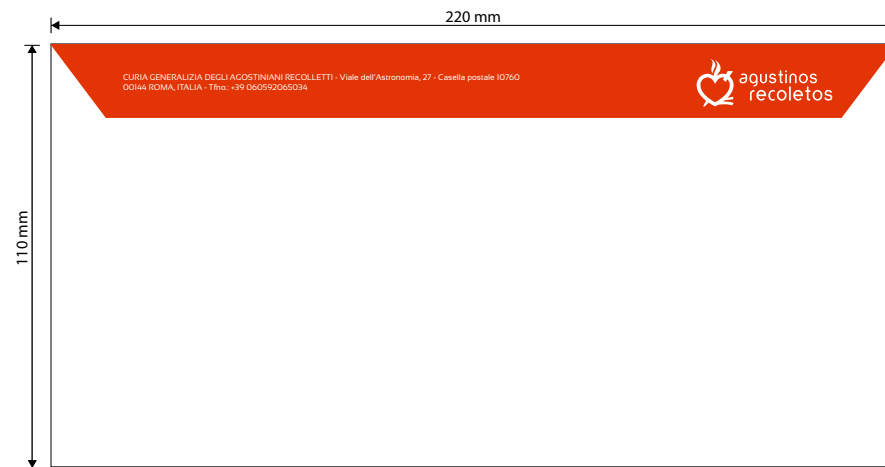 220 mm
CURIA GENERALIZIA DEGLI AGOSTINIANI RECOLLETTI - Viale dell'Astronomia, 27 - Casella postale 10760
00144 ROMA, ITALIA - Tfno.: +39 060592065034
agustinos
recoletos
110 mm